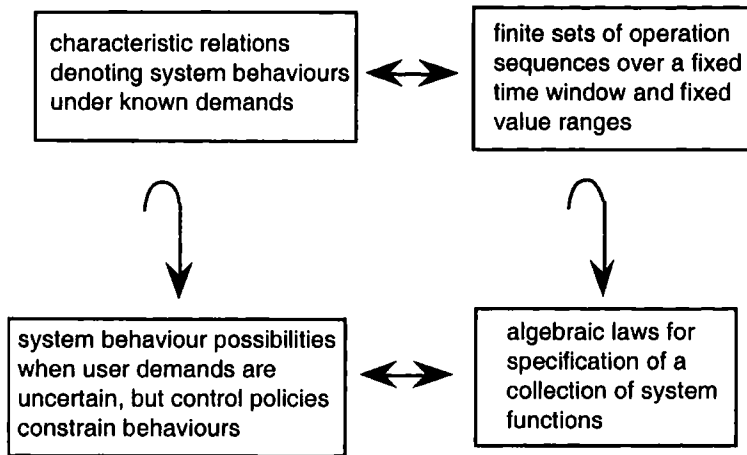 characteristic relations
denoting system behaviours
under known demands
finite sets of operation
sequences over a fixed
time window and fixed
value ranges
system behaviour possibilities
when user demands are
uncertain, but control policies
constrain behaviours
algebraic laws for
specification of a
collection of system
functions